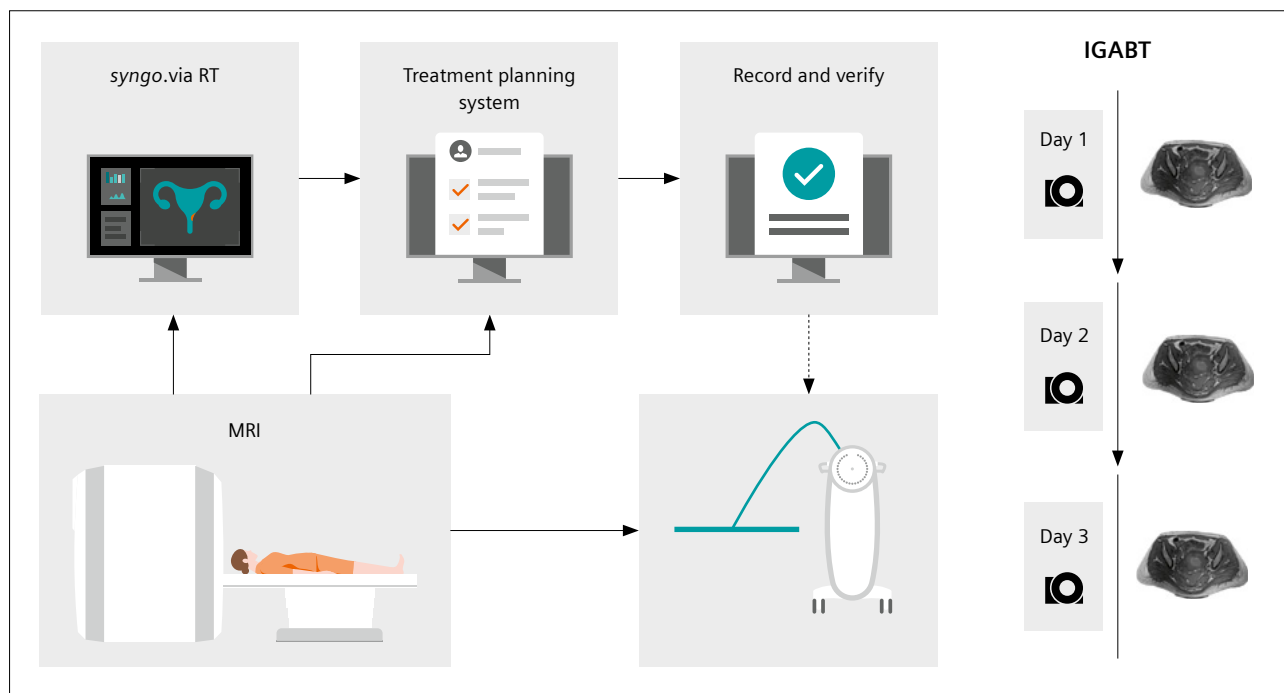 syngo.via RT
Treatment planning
system
Record and verify
MRI
IGABT
Day 1
Day 2
Day 3